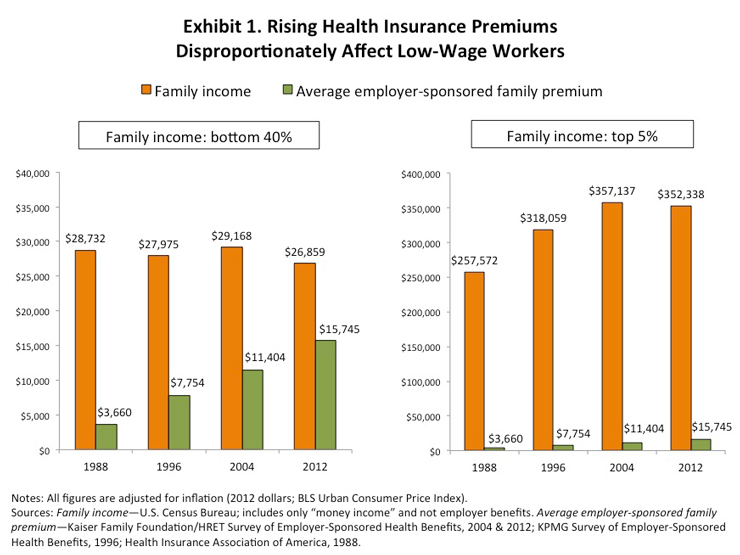 Exhibit 1. Rising Health Insurance Premiums
Disproportionately Affect Low-Wage Workers
Family income
Average employer-sponsored family premium
Family income: bottom 40%
$40,000
$35,000
$30,000
$25,000
$20,000
$15,000
$10,000
$5,000
$0
$28,732
$3,660
$27,975
$7,754
$29,168
$11,404
$26,859
$15,745
1988 1996 2004 2012
Family income: top 5%
$400,000
$350,000
$300,000
$250,000
$200,000
$150,000
$100,000
$50,000
$0
$257,572
$3,660
$318,059
$7,754
$357,137
$11,404
$352,338
$15,745
1988 1996 2004 2012
Notes: All figures are adjusted for inflation (2012 dollars; BLS Urban Consumer Price Index).
Sources: Family income—U.S. Census Bureau; includes only “money income” and not employer benefits. Average employer-sponsored family
premium—Kaiser Family Foundation/HRET Survey of Employer-Sponsored Health Benefits, 2004 & 2012; KPMG Survey of Employer-Sponsored
Health Benefits, 1996; Health Insurance Association of America, 1988.